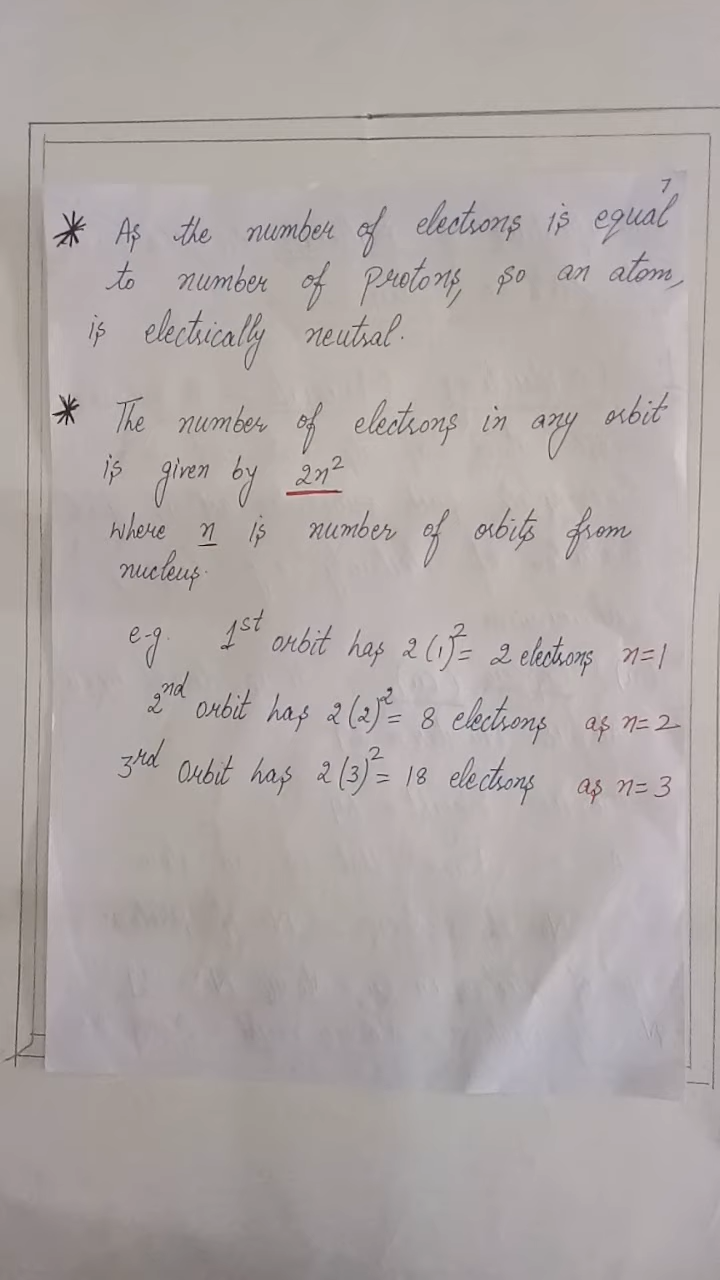 7
* As the number of electrons is equal
to number of Protons, so an atom,
is electrically neutral.
* The number of electrons in any orbit
is given by 2n²
where n is number of orbits from
nucleus.
e-g. 1st orbit has 2(1)² = 2 electrons n=1
2nd orbit has 2(2)² = 8 electrons as n=2
3rd Orbit has 2(3)² = 18 electrons as n=3